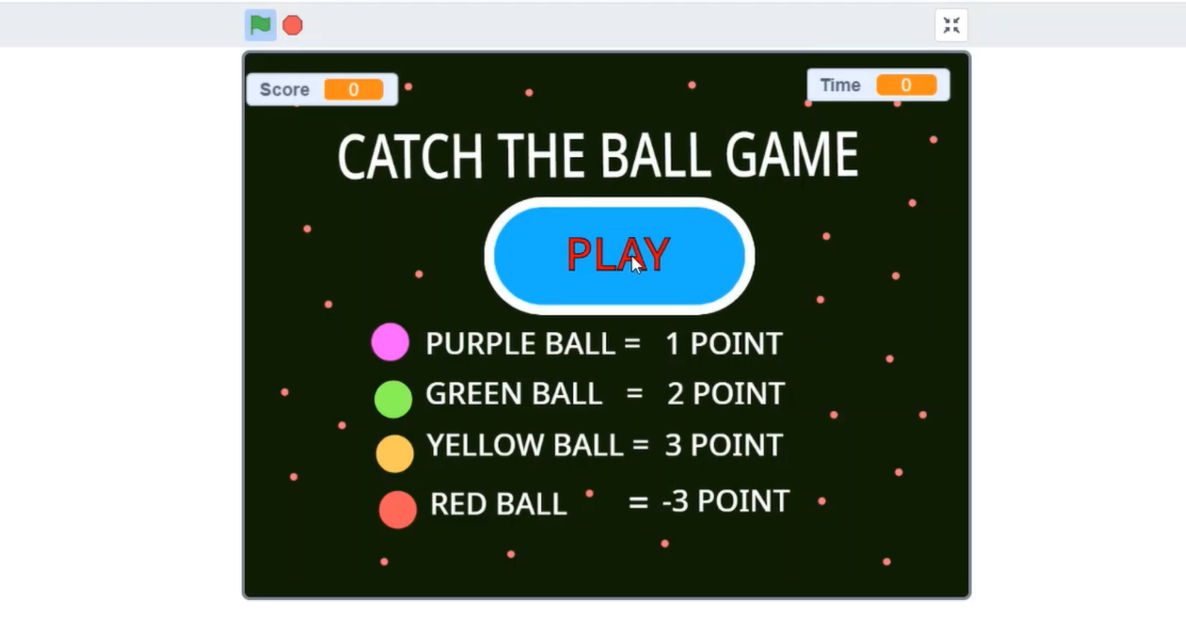 Score 0
Time 0
CATCH THE BALL GAME
PLAY
PURPLE BALL = 1 POINT
GREEN BALL = 2 POINT
YELLOW BALL = 3 POINT
RED BALL = -3 POINT